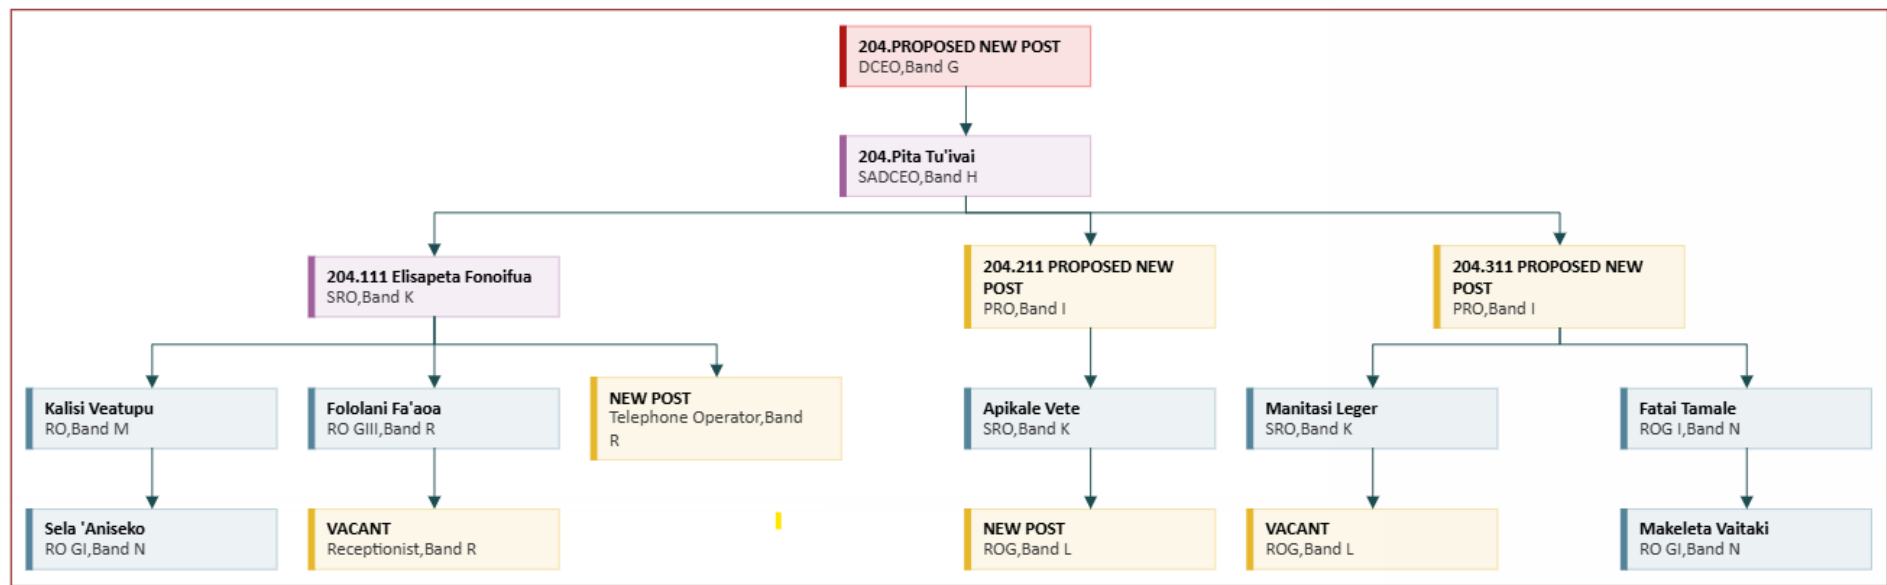 204.PROPOSED NEW POST
DCEO,Band G
204.Pita Tu'ivai
SADCEO,Band H
204.111 Elisapeta Fonoifua
SRO,Band K
204.211 PROPOSED NEW
POST
PRO,Band I
204.311 PROPOSED NEW
POST
PRO,Band I
Kalisi Veatupu
RO,Band M
Fololani Fa'aoa
RO GIII,Band R
NEW POST
Telephone Operator,Band
R
Apikale Vete
SRO,Band K
Manitasi Leger
SRO,Band K
Fatai Tamale
ROG I,Band N
Sela 'Aniseko
RO GI,Band N
VACANT
Receptionist,Band R
NEW POST
ROG,Band L
VACANT
ROG,Band L
Makeleta Vaitaki
RO GI,Band N